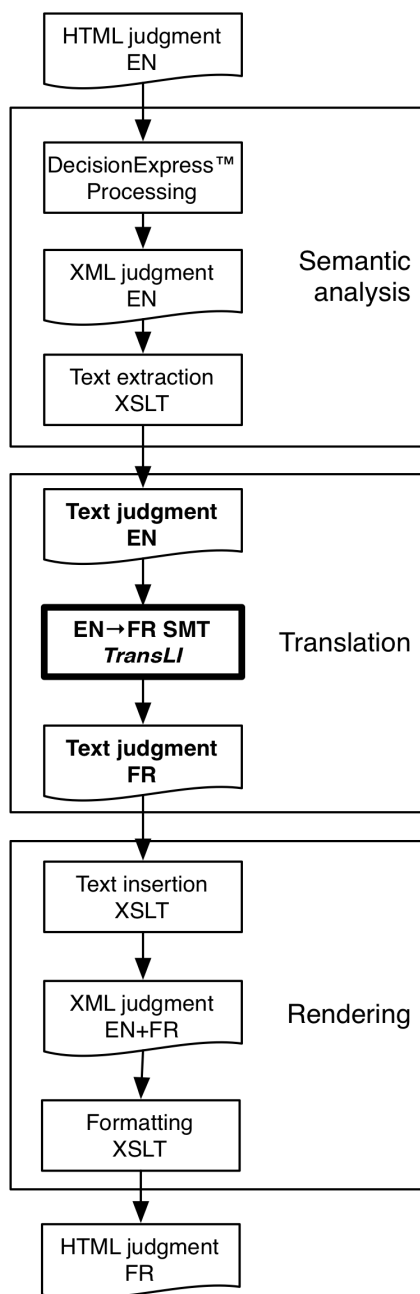 HTML judgment
EN
DecisionExpress™
Processing
XML judgment
EN
Semantic
analysis
Text extraction
XSLT
Text judgment
EN
EN→FR SMT
TransLI
Translation
Text judgment
FR
Text insertion
XSLT
XML judgment
EN+FR
Rendering
Formatting
XSLT
HTML judgment
FR